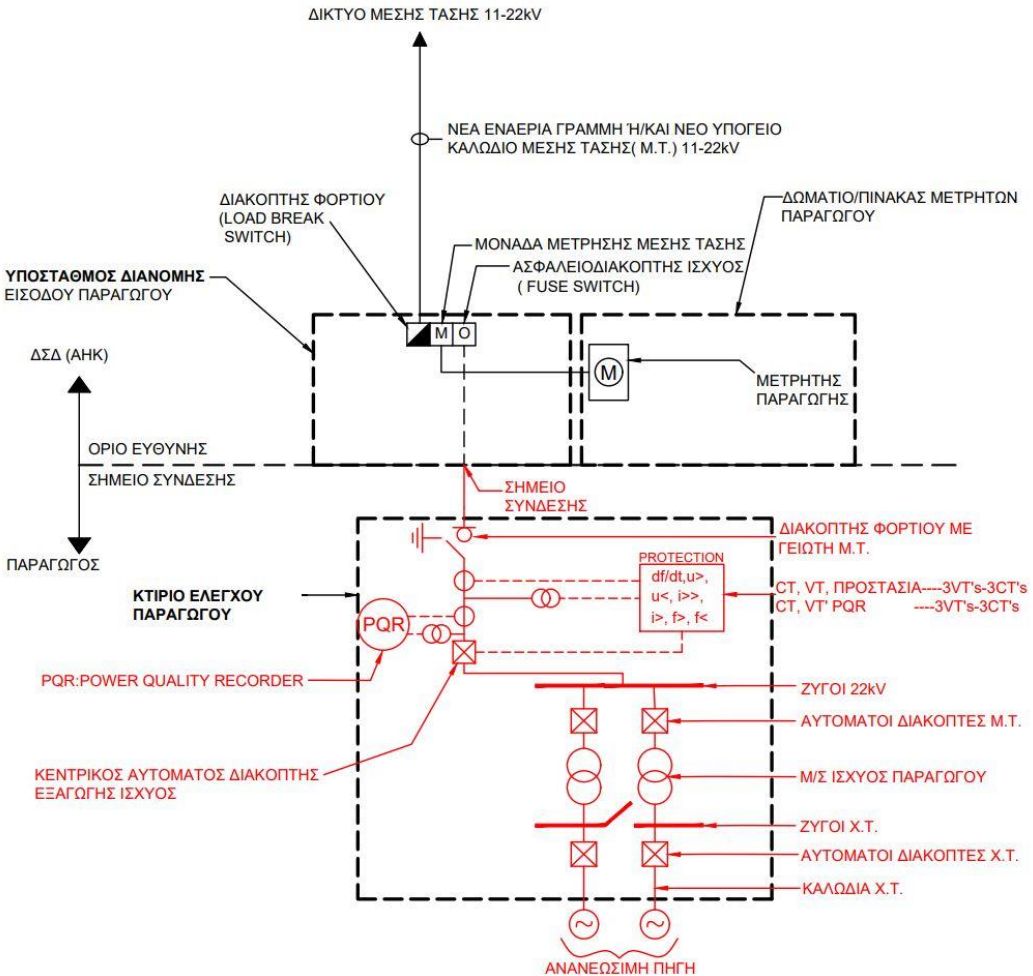 ΔΙΚΤΥΟ ΜΕΣΗΣ ΤΑΣΗΣ 11-22kV
ΝΕΑ ΕΝΑΕΡΙΑ ΓΡΑΜΜΗ Ή/ΚΑΙ ΝΕΟ ΥΠΟΓΕΙΟ
ΚΑΛΩΔΙΟ ΜΕΣΗΣ ΤΑΣΗΣ( Μ.Τ.) 11-22kV
ΔΙΑΚΟΠΤΗΣ ΦΟΡΤΙΟΥ
(LOAD BREAK
SWITCH)
ΔΩΜΑΤΙΟ/ΠΙΝΑΚΑΣ ΜΕΤΡΗΤΩΝ
ΠΑΡΑΓΩΓΟΥ
ΜΟΝΑΔΑ ΜΕΤΡΗΣΗΣ ΜΕΣΗΣ ΤΑΣΗΣ
ΑΣΦΑΛΕΙΟΔΙΑΚΟΠΤΗΣ ΙΣΧΥΟΣ
( FUSE SWITCH)
ΥΠΟΣΤΑΘΜΟΣ ΔΙΑΝΟΜΗΣ
ΕΙΣΟΔΟΥ ΠΑΡΑΓΩΓΟΥ
M O
ΔΣΔ (ΑΗΚ)
M
ΜΕΤΡΗΤΗΣ
ΠΑΡΑΓΩΓΗΣ
ΟΡΙΟ ΕΥΘΥΝΗΣ
ΣΗΜΕΙΟ ΣΥΝΔΕΣΗΣ
ΣΗΜΕΙΟ
ΣΥΝΔΕΣΗΣ
ΠΑΡΑΓΩΓΟΣ
ΔΙΑΚΟΠΤΗΣ ΦΟΡΤΙΟΥ ΜΕ
ΓΕΙΩΤΗ Μ.Τ.
PROTECTION
df/dt,u>,
u<, i>>,
i>, f>, f<
CT, VT, ΠΡΟΣΤΑΣΙΑ----3VT's-3CT's
CT, VT' PQR ----3VT's-3CT's
ΚΤΙΡΙΟ ΕΛΕΓΧΟΥ
ΠΑΡΑΓΩΓΟΥ
PQR
PQR:POWER QUALITY RECORDER
ΖΥΓΟΙ 22kV
ΑΥΤΟΜΑΤΟΙ ΔΙΑΚΟΠΤΕΣ Μ.Τ.
ΚΕΝΤΡΙΚΟΣ ΑΥΤΟΜΑΤΟΣ ΔΙΑΚΟΠΤΗΣ
ΕΞΑΓΩΓΗΣ ΙΣΧΥΟΣ
Μ/Σ ΙΣΧΥΟΣ ΠΑΡΑΓΩΓΟΥ
ΖΥΓΟΙ Χ.Τ.
ΑΥΤΟΜΑΤΟΙ ΔΙΑΚΟΠΤΕΣ Χ.Τ.
ΚΑΛΩΔΙΑ Χ.Τ.
ΑΝΑΝΕΩΣΙΜΗ ΠΗΓΗ